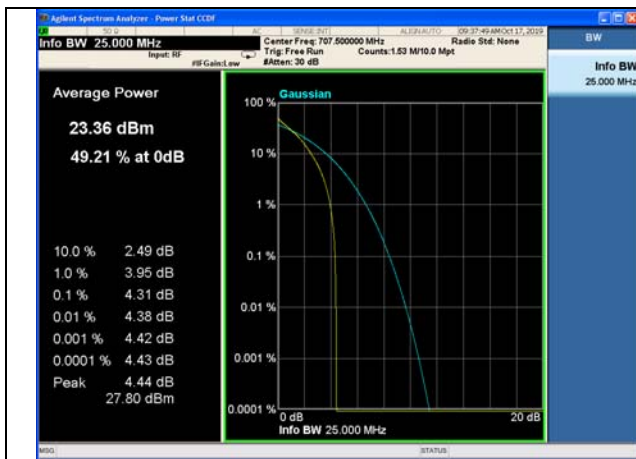 Agilent Spectrum Analyzer - Power Stat CCDF
50 Ω AC SENSE:INT ALIGN AUTO 09:37:49 AM Oct 17, 2019
Info BW 25.000 MHz
Center Freq: 707.500000 MHz Radio Std: None
Input: RF Trig: Free Run Counts:1.53 M/10.0 Mpt
#IFGain:Low #Atten: 30 dB
BW
Info BW
25.000 MHz
Average Power
23.36 dBm
49.21 % at 0dB
10.0 % 2.49 dB
1.0 % 3.95 dB
0.1 % 4.31 dB
0.01 % 4.38 dB
0.001 % 4.42 dB
0.0001 % 4.43 dB
Peak 4.44 dB
27.80 dBm
Gaussian
100 %
10 %
1 %
0.1 %
0.01 %
0.001 %
0.0001 %
0 dB 20 dB
Info BW 25.000 MHz
MSG STATUS